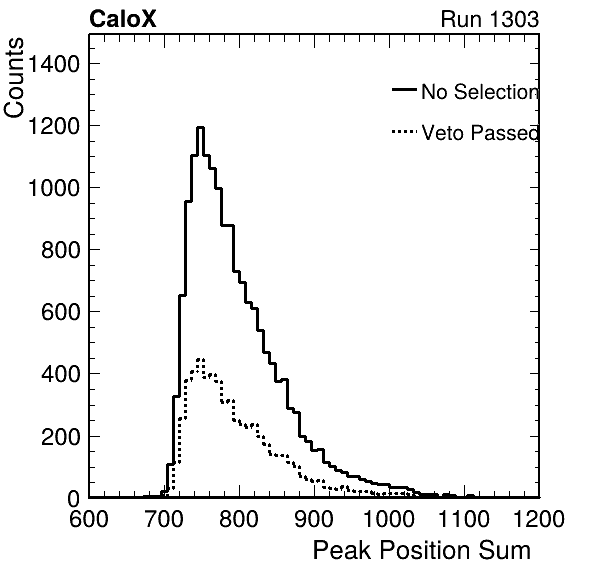 CaloX Run 1303
Counts
1400
No Selection
1200
Veto Passed
1000
800
600
400
200
0
600 700 800 900 1000 1100 1200
Peak Position Sum